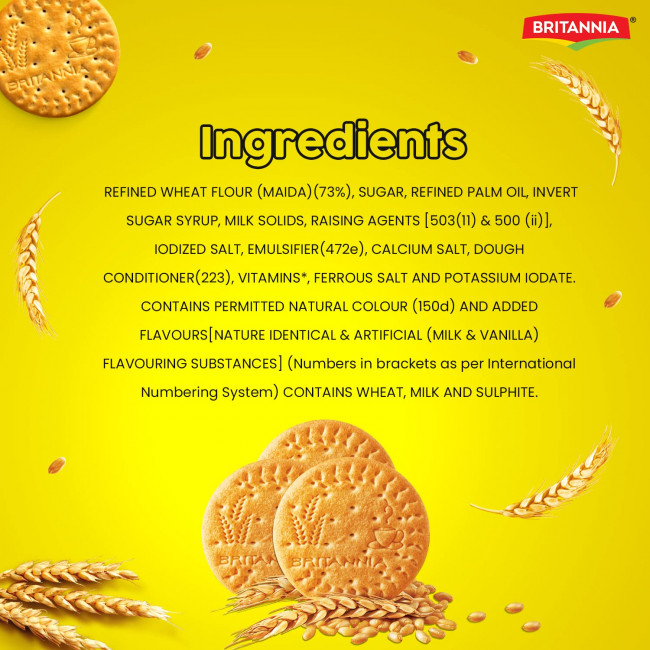 BRITANNIA
BRITANNIA®
Ingredients
REFINED WHEAT FLOUR (MAIDA)(73%), SUGAR, REFINED PALM OIL, INVERT
SUGAR SYRUP, MILK SOLIDS, RAISING AGENTS [503(11) & 500 (ii)],
IODIZED SALT, EMULSIFIER(472e), CALCIUM SALT, DOUGH
CONDITIONER(223), VITAMINS*, FERROUS SALT AND POTASSIUM IODATE.
CONTAINS PERMITTED NATURAL COLOUR (150d) AND ADDED
FLAVOURS[NATURE IDENTICAL & ARTIFICIAL (MILK & VANILLA)
FLAVOURING SUBSTANCES] (Numbers in brackets as per International
Numbering System) CONTAINS WHEAT, MILK AND SULPHITE.
BRITAN
BRITANNIA